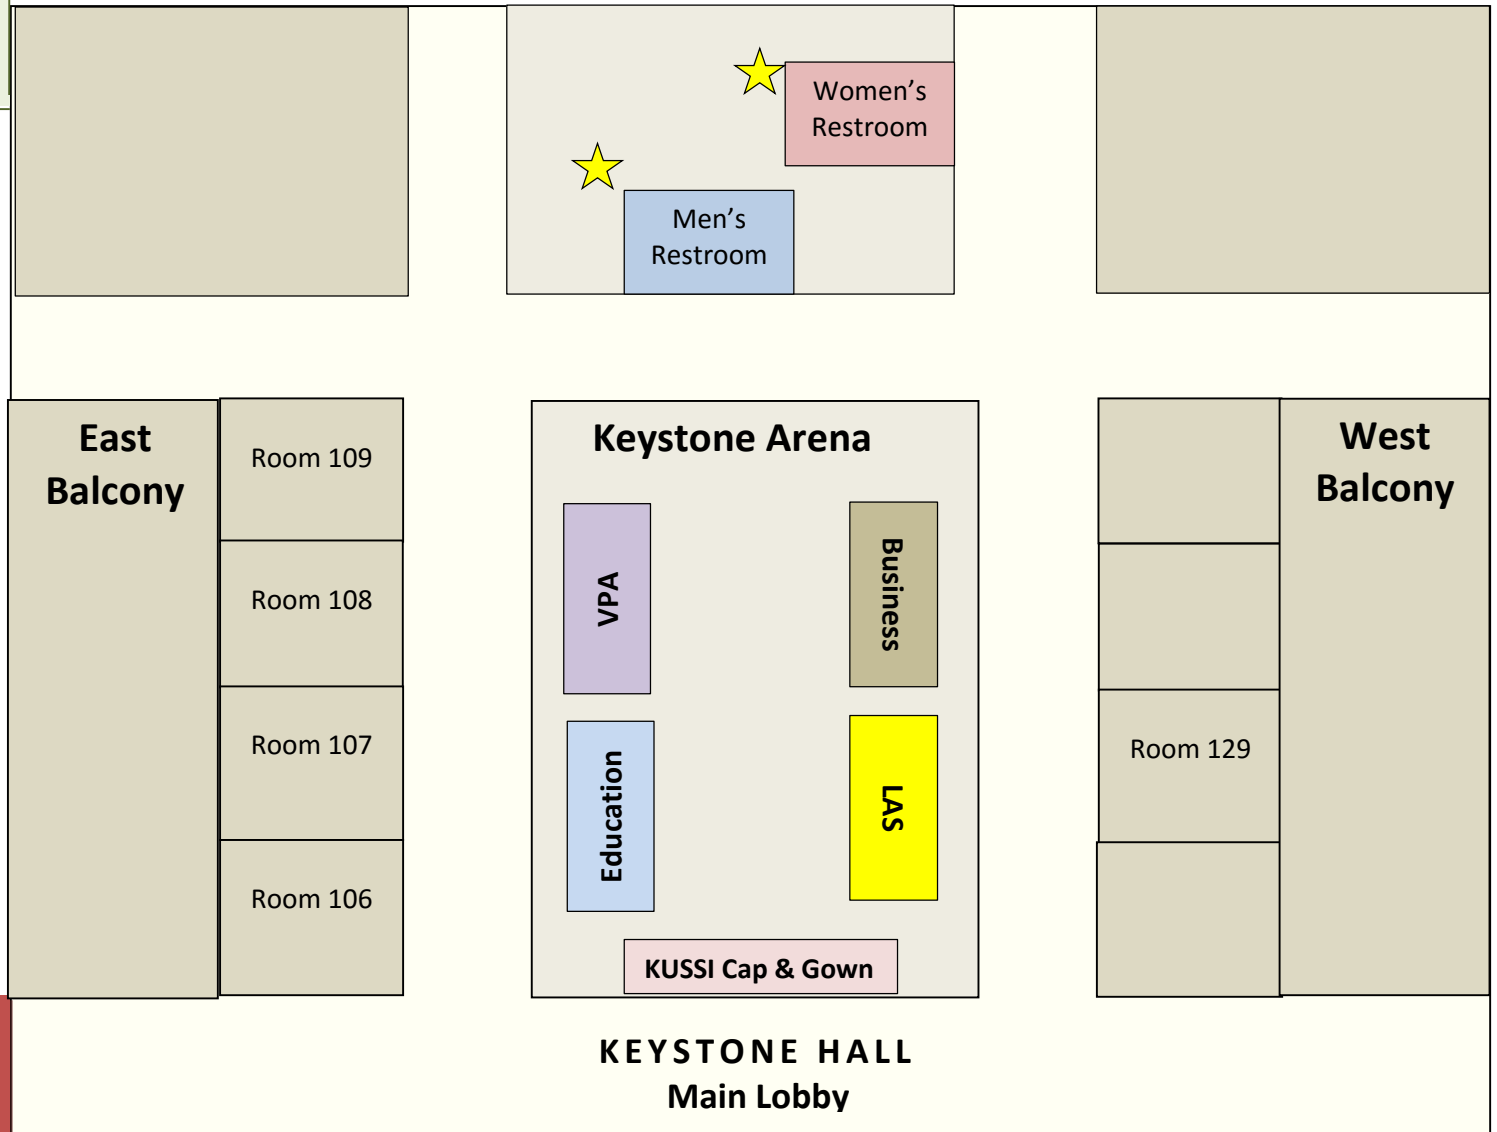 Women's
Restroom
Men's
Restroom
East
Balcony
Room 109
Room 108
Room 107
Room 106
Keystone Arena
VPA
Business
Education
LAS
KUSSI Cap & Gown
West
Balcony
Room 129
KEYSTONE HALL
Main Lobby